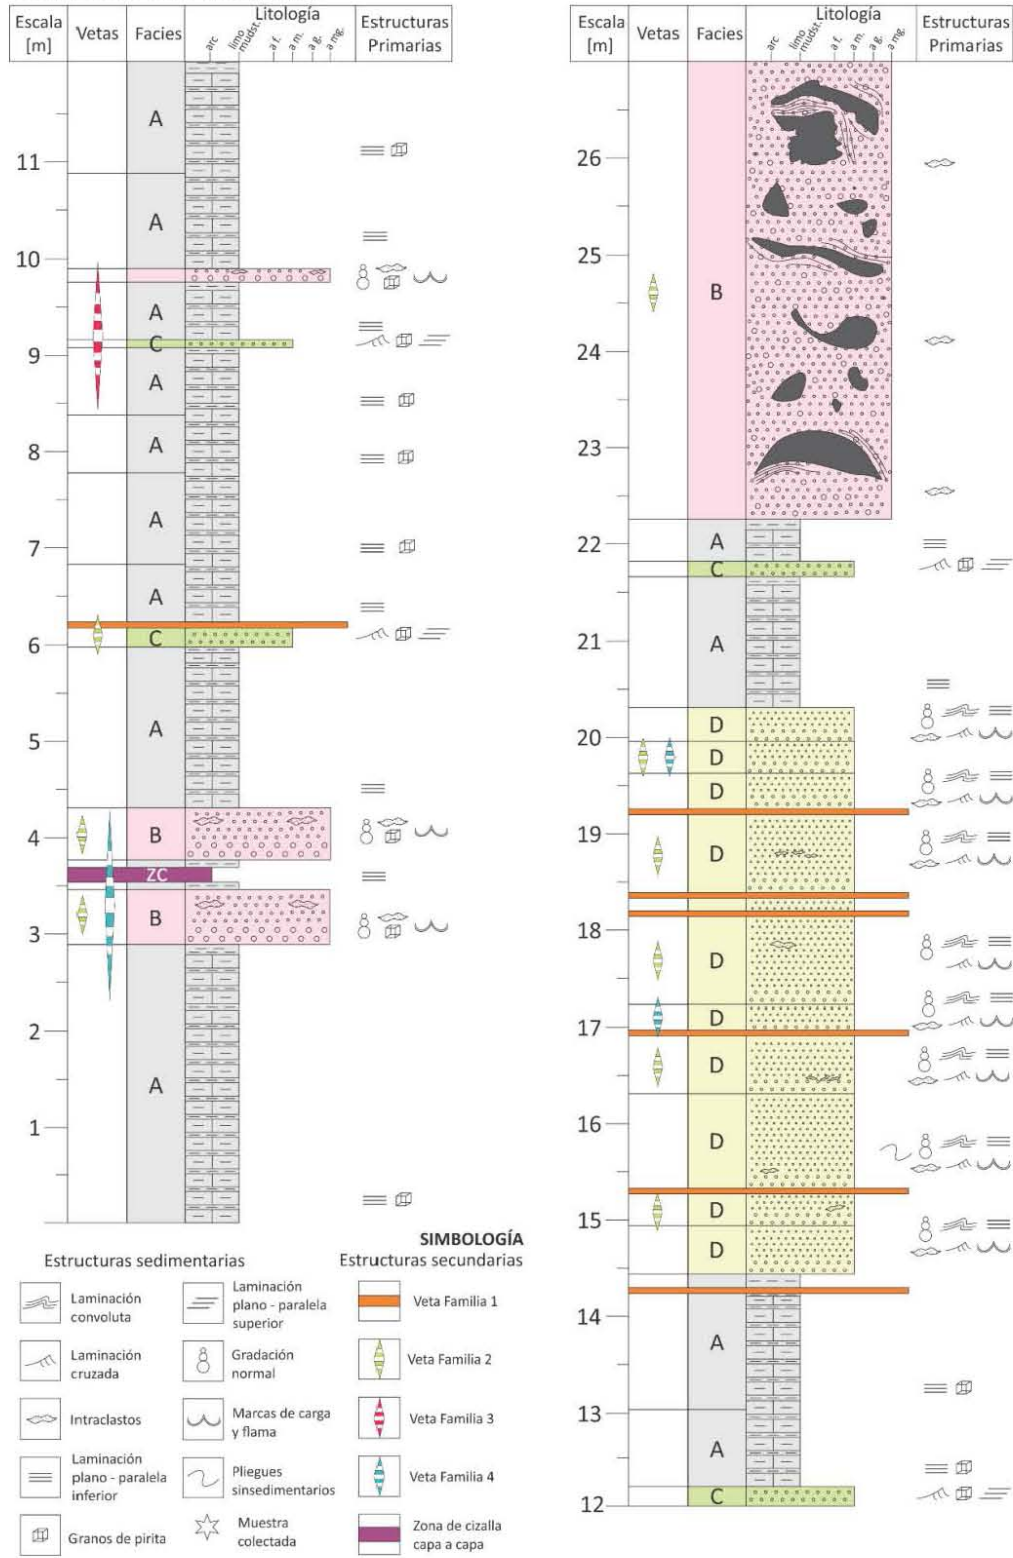 Escala
[m]
Vetas
Facies
Litología
arc
limo
mudst.
a f.
a m.
a g.
a mg.
Estructuras
Primarias
A
11
A
10
A
C
9
A
8
A
7
A
A
6
C
5
A
4
B
ZC
3
B
2
A
1
Escala
[m]
Vetas
Facies
Litología
arc
limo
mudst.
a f.
a m.
a g.
a mg.
Estructuras
Primarias
26
25
B
24
23
22
A
C
21
A
20
D
D
D
19
D
18
D
17
D
D
16
D
15
D
D
14
A
13
A
12
C
SIMBOLOGÍA
Estructuras sedimentarias
Laminación
convoluta
Laminación
cruzada
Intraclastos
Laminación
plano - paralela
inferior
Granos de pirita
Laminación
plano - paralela
superior
Gradación
normal
Marcas de carga
y flama
Pliegues
sinsedimentarios
Muestra
colectada
Estructuras secundarias
Veta Familia 1
Veta Familia 2
Veta Familia 3
Veta Familia 4
Zona de cizalla
capa a capa